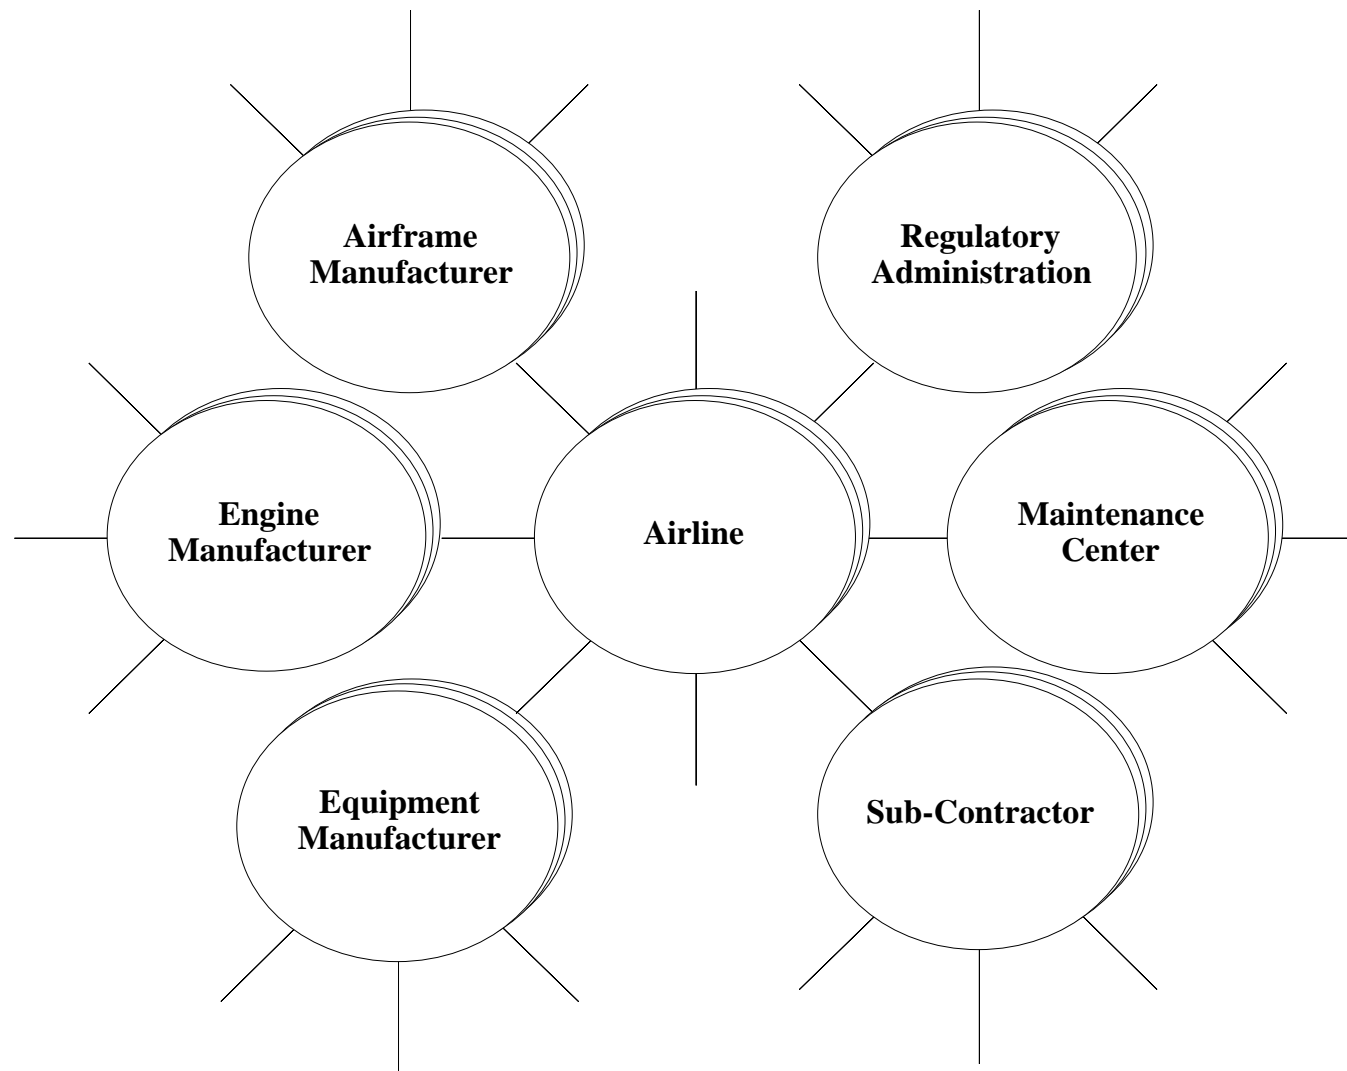 Airframe
Manufacturer
Regulatory
Administration
Engine
Manufacturer
Airline
Maintenance
Center
Equipment
Manufacturer
Sub-Contractor